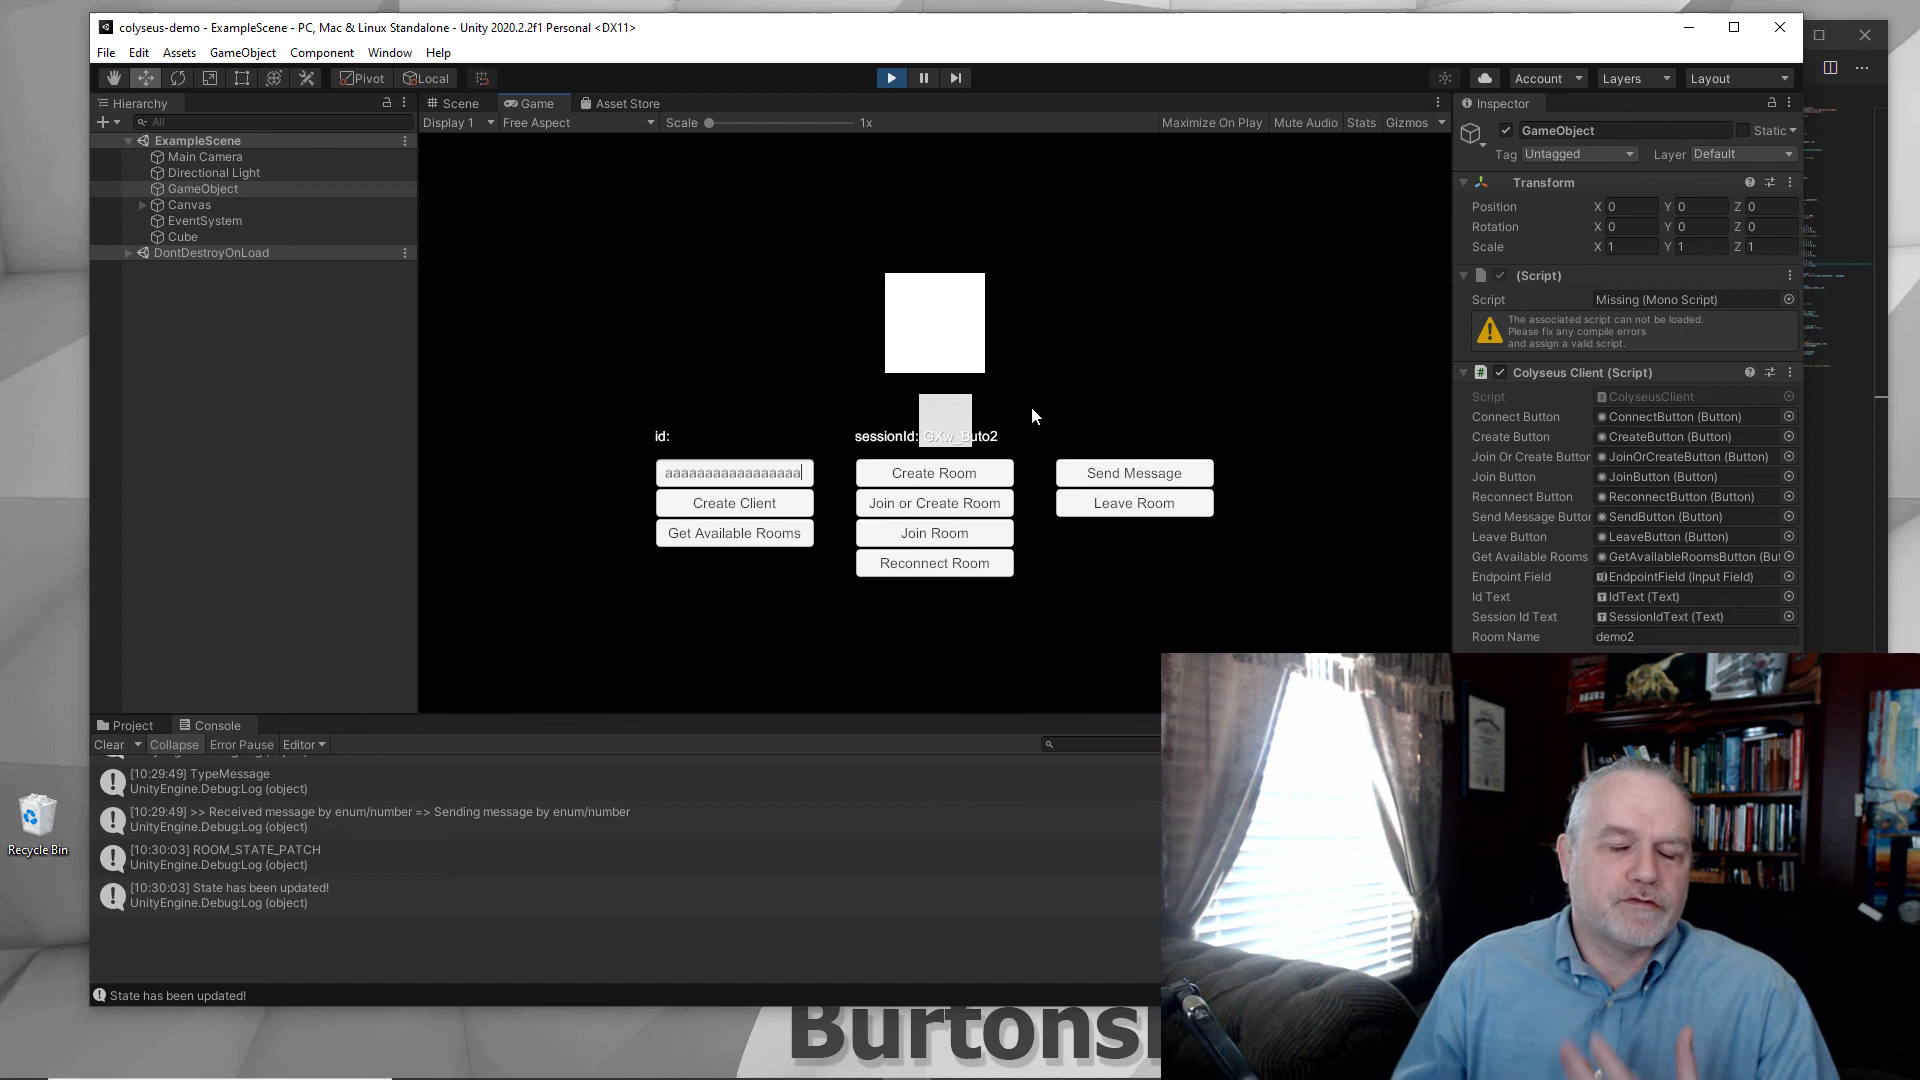 colyseus-demo - ExampleScene - PC, Mac & Linux Standalone - Unity 2020.2.2f1 Personal <DX11>
File Edit Assets GameObject Component Window Help
Pivot Local Account Layers Layout
Hierarchy
All
ExampleScene
Main Camera
Directional Light
GameObject
Canvas
EventSystem
Cube
DontDestroyOnLoad
Scene Game Asset Store
Display 1 Free Aspect Scale 1x Maximize On Play Mute Audio Stats Gizmos
id:
sessionId: GXw_Buto2
aaaaaaaaaaaaaaaaa
Create Client
Get Available Rooms
Create Room
Join or Create Room
Join Room
Reconnect Room
Send Message
Leave Room
Inspector
GameObject Static
Tag Untagged Layer Default
Transform
Position X 0 Y 0 Z 0
Rotation X 0 Y 0 Z 0
Scale X 1 Y 1 Z 1
(Script)
Script Missing (Mono Script)
The associated script can not be loaded.
Please fix any compile errors
and assign a valid script.
Colyseus Client (Script)
Script ColyseusClient
Connect Button ConnectButton (Button)
Create Button CreateButton (Button)
Join Or Create Button JoinOrCreateButton (Button)
Join Button JoinButton (Button)
Reconnect Button ReconnectButton (Button)
Send Message Button SendButton (Button)
Leave Button LeaveButton (Button)
Get Available Rooms GetAvailableRoomsButton (But
Endpoint Field EndpointField (Input Field)
Id Text IdText (Text)
Session Id Text SessionIdText (Text)
Room Name demo2
Project Console
Clear Collapse Error Pause Editor
[10:29:49] TypeMessage
UnityEngine.Debug:Log (object)
[10:29:49] >> Received message by enum/number => Sending message by enum/number
UnityEngine.Debug:Log (object)
[10:30:03] ROOM_STATE_PATCH
UnityEngine.Debug:Log (object)
[10:30:03] State has been updated!
UnityEngine.Debug:Log (object)
State has been updated!
Recycle Bin
Burtons